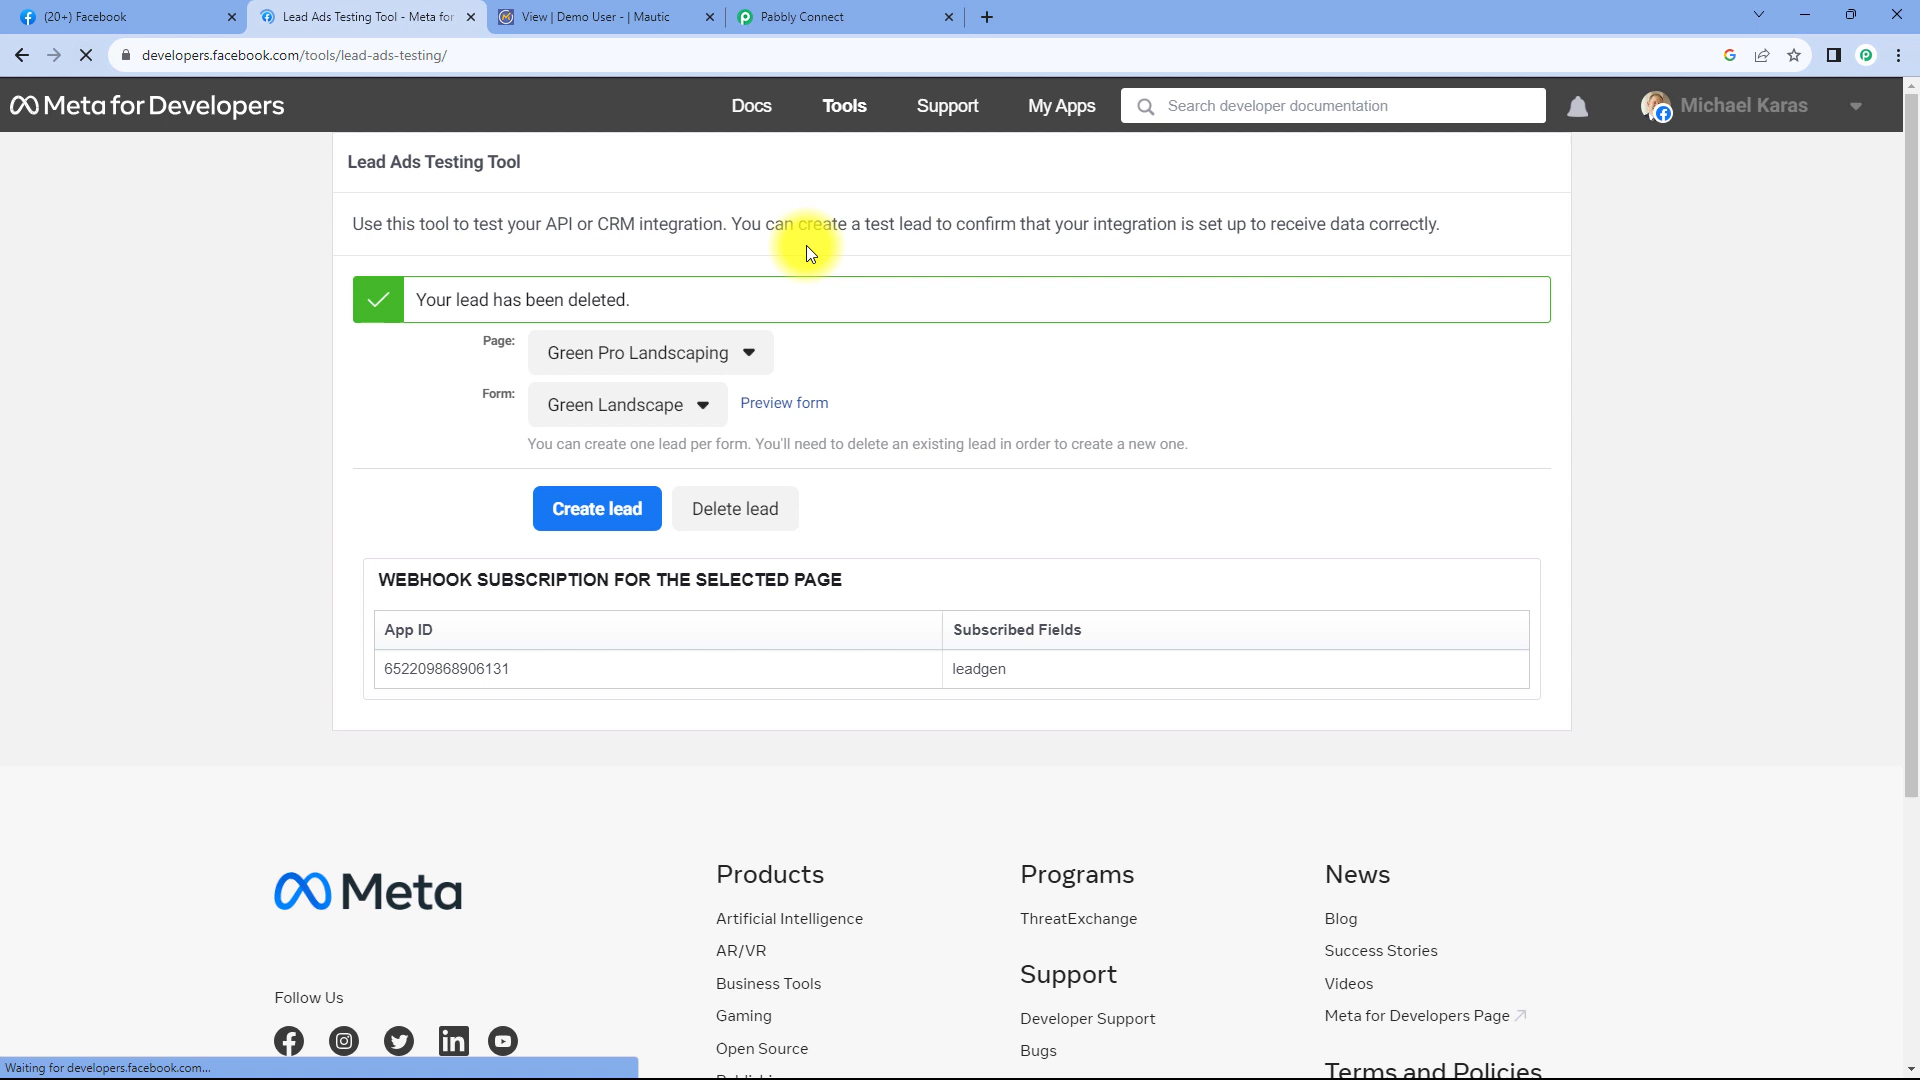 (20+) Facebook
Lead Ads Testing Tool - Meta for
View | Demo User - | Mautic
Pabbly Connect
developers.facebook.com/tools/lead-ads-testing/
Meta for Developers
Docs
Tools
Support
My Apps
Search developer documentation
Michael Karas
Lead Ads Testing Tool
Use this tool to test your API or CRM integration. You can create a test lead to confirm that your integration is set up to receive data correctly.
Your lead has been deleted.
Page:
Green Pro Landscaping
Form:
Green Landscape
Preview form
You can create one lead per form. You'll need to delete an existing lead in order to create a new one.
Create lead
Delete lead
WEBHOOK SUBSCRIPTION FOR THE SELECTED PAGE
App ID
Subscribed Fields
652209868906131
leadgen
Meta
Follow Us
Products
Artificial Intelligence
AR/VR
Business Tools
Gaming
Open Source
Programs
ThreatExchange
Support
Developer Support
Bugs
News
Blog
Success Stories
Videos
Meta for Developers Page
Terms and Policies
Waiting for developers.facebook.com...